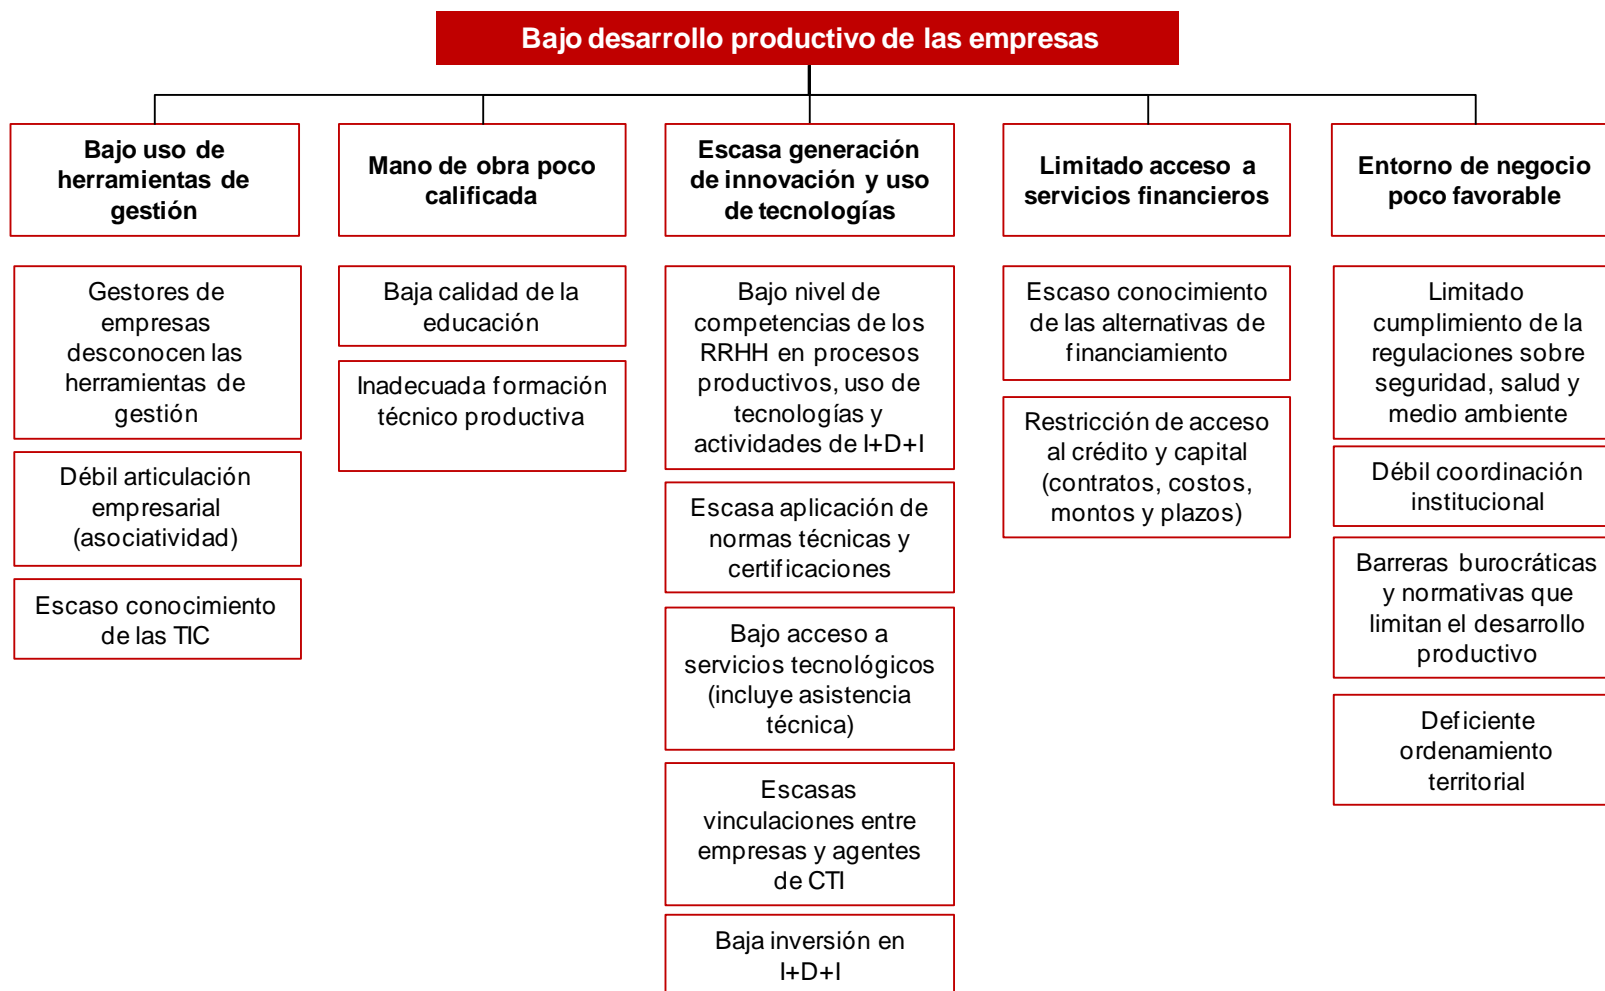 Bajo desarrollo productivo de las empresas
Bajo uso de
herramientas de
gestión
Mano de obra poco
calificada
Escasa generación
de innovación y uso
de tecnologías
Limitado acceso a
servicios financieros
Entorno de negocio
poco favorable
Gestores de
empresas
desconocen las
herramientas de
gestión
Débil articulación
empresarial
(asociatividad)
Escaso conocimiento
de las TIC
Baja calidad de la
educación
Inadecuada formación
técnico productiva
Bajo nivel de
competencias de los
RRHH en procesos
productivos, uso de
tecnologías y
actividades de I+D+I
Escasa aplicación de
normas técnicas y
certificaciones
Bajo acceso a
servicios tecnológicos
(incluye asistencia
técnica)
Escasas
vinculaciones entre
empresas y agentes
de CTI
Baja inversión en
I+D+I
Escaso conocimiento
de las alternativas de
financiamiento
Restricción de acceso
al crédito y capital
(contratos, costos,
montos y plazos)
Limitado
cumplimiento de la
regulaciones sobre
seguridad, salud y
medio ambiente
Débil coordinación
institucional
Barreras burocráticas
y normativas que
limitan el desarrollo
productivo
Deficiente
ordenamiento
territorial